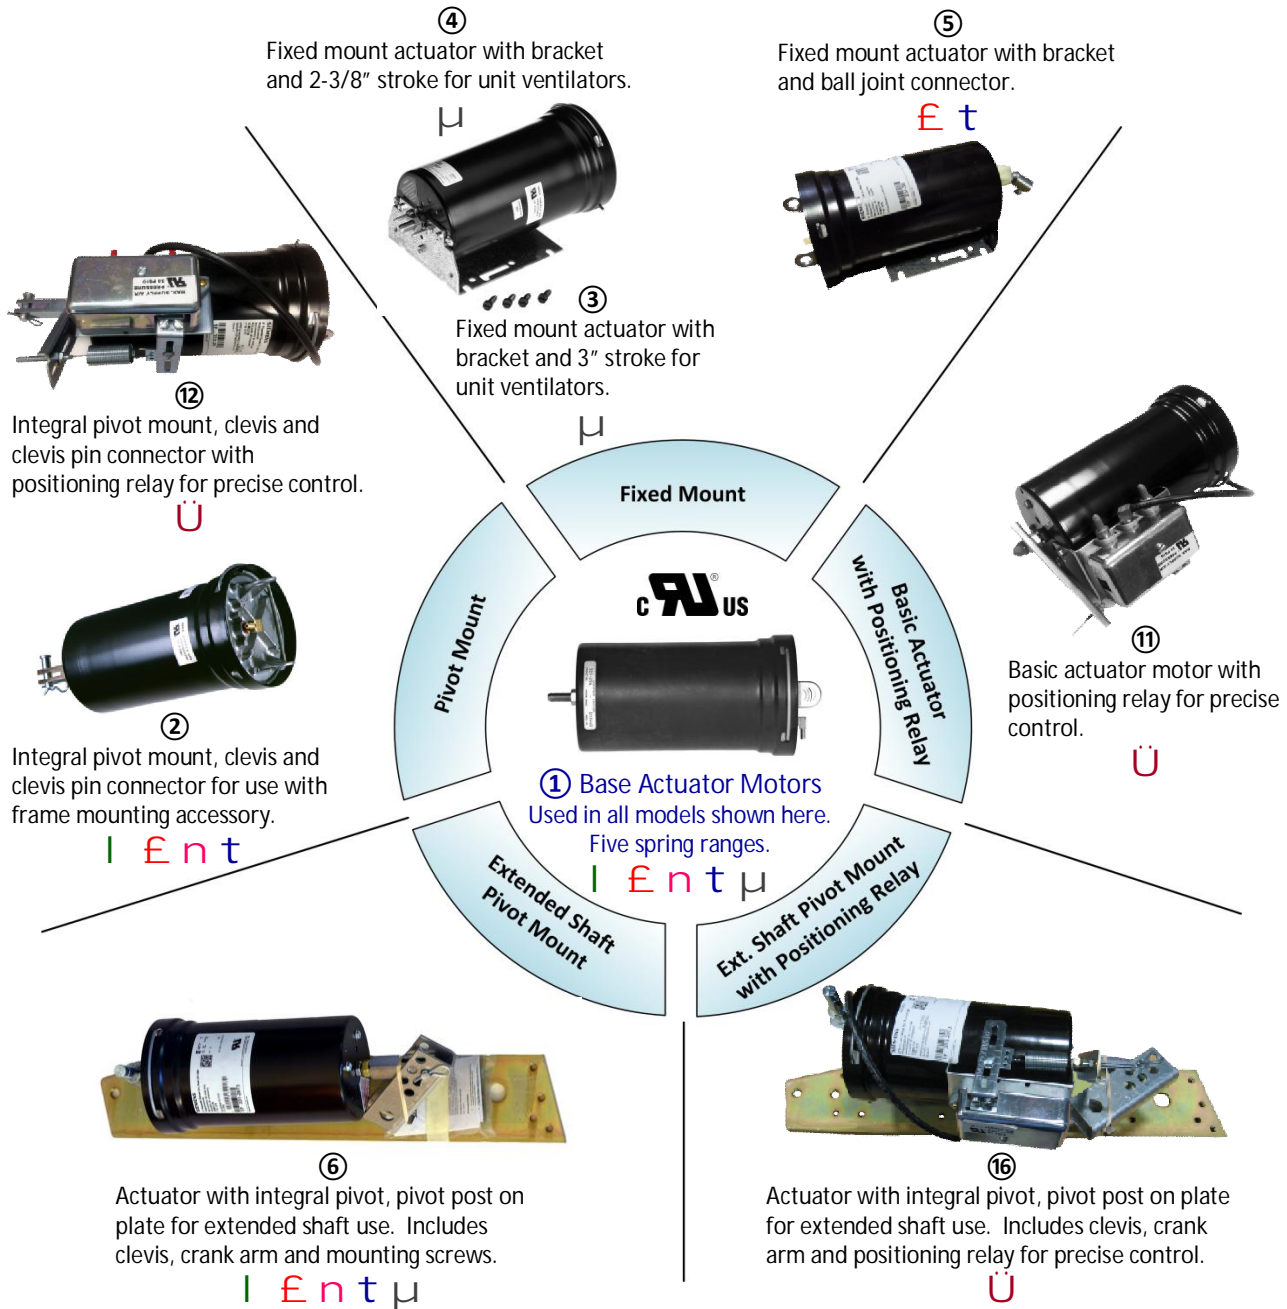 ④
Fixed mount actuator with bracket
and 2-3/8” stroke for unit ventilators.
µ
⑤
Fixed mount actuator with bracket
and ball joint connector.
£ t
③
Fixed mount actuator with
bracket and 3” stroke for
unit ventilators.
µ
⑫
Integral pivot mount, clevis and
clevis pin connector with
positioning relay for precise control.
Ü
MAX. SUPPLY AIR
PRESSURE
Fixed Mount
Pivot Mount
Basic Actuator
with Positioning Relay
C RU ® US
⑪
Basic actuator motor with
positioning relay for precise
control.
Ü
②
Integral pivot mount, clevis and
clevis pin connector for use with
frame mounting accessory.
l £ n t
① Base Actuator Motors
Used in all models shown here.
Five spring ranges.
l £ n t µ
Extended Shaft
Pivot Mount
Ext. Shaft Pivot Mount
with Positioning Relay
⑥
Actuator with integral pivot, pivot post on
plate for extended shaft use. Includes
clevis, crank arm and mounting screws.
l £ n t µ
⑯
Actuator with integral pivot, pivot post on plate
for extended shaft use. Includes clevis, crank
arm and positioning relay for precise control.
Ü